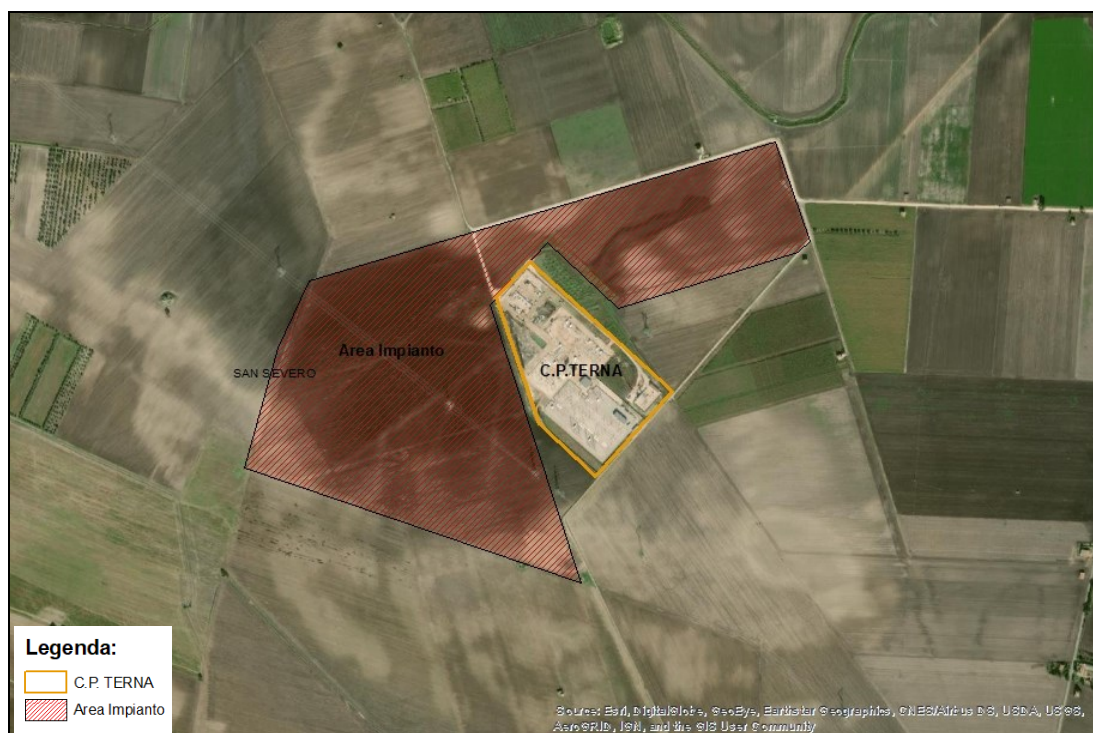 Area Impianto
SAN SEVERO
C.P.TERNA
Legenda:
C.P. TERNA
Area Impianto
Source: Esri, DigitalGlobe, GeoEye, Earthstar Geographics, CNES/Airbus DS, USDA, USGS,
AeroGRID, IGN, and the GIS User Community